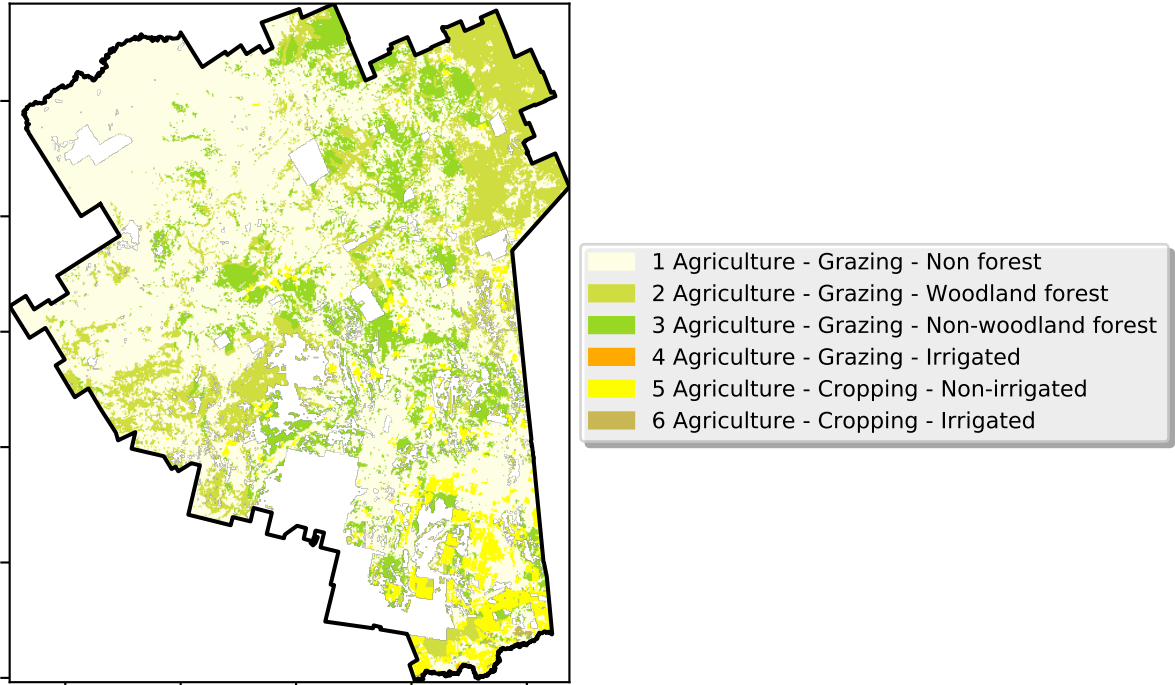 1 Agriculture - Grazing - Non forest
2 Agriculture - Grazing - Woodland forest
3 Agriculture - Grazing - Non-woodland forest
4 Agriculture - Grazing - Irrigated
5 Agriculture - Cropping - Non-irrigated
6 Agriculture - Cropping - Irrigated